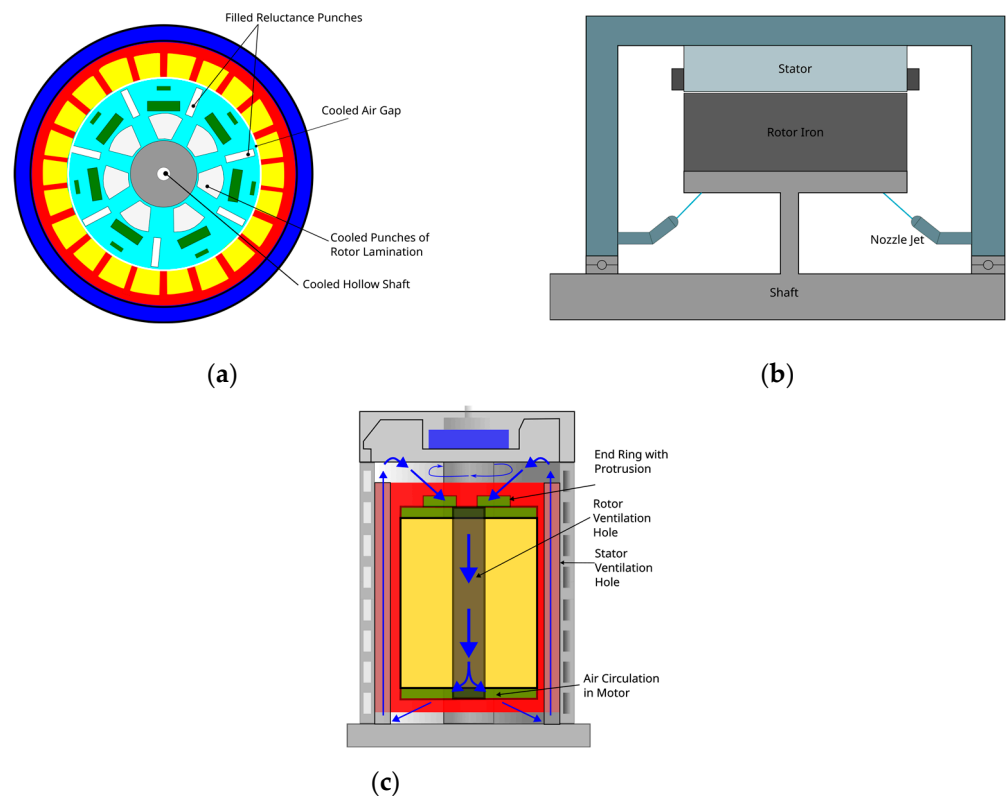 Filled Reluctance Punches
Cooled Air Gap
Cooled Punches of
Rotor Lamination
Cooled Hollow Shaft
(a)
Stator
Rotor Iron
Nozzle Jet
Shaft
(b)
End Ring with
Protrusion
Rotor
Ventilation
Hole
Stator
Ventilation
Hole
Air Circulation
in Motor
(c)